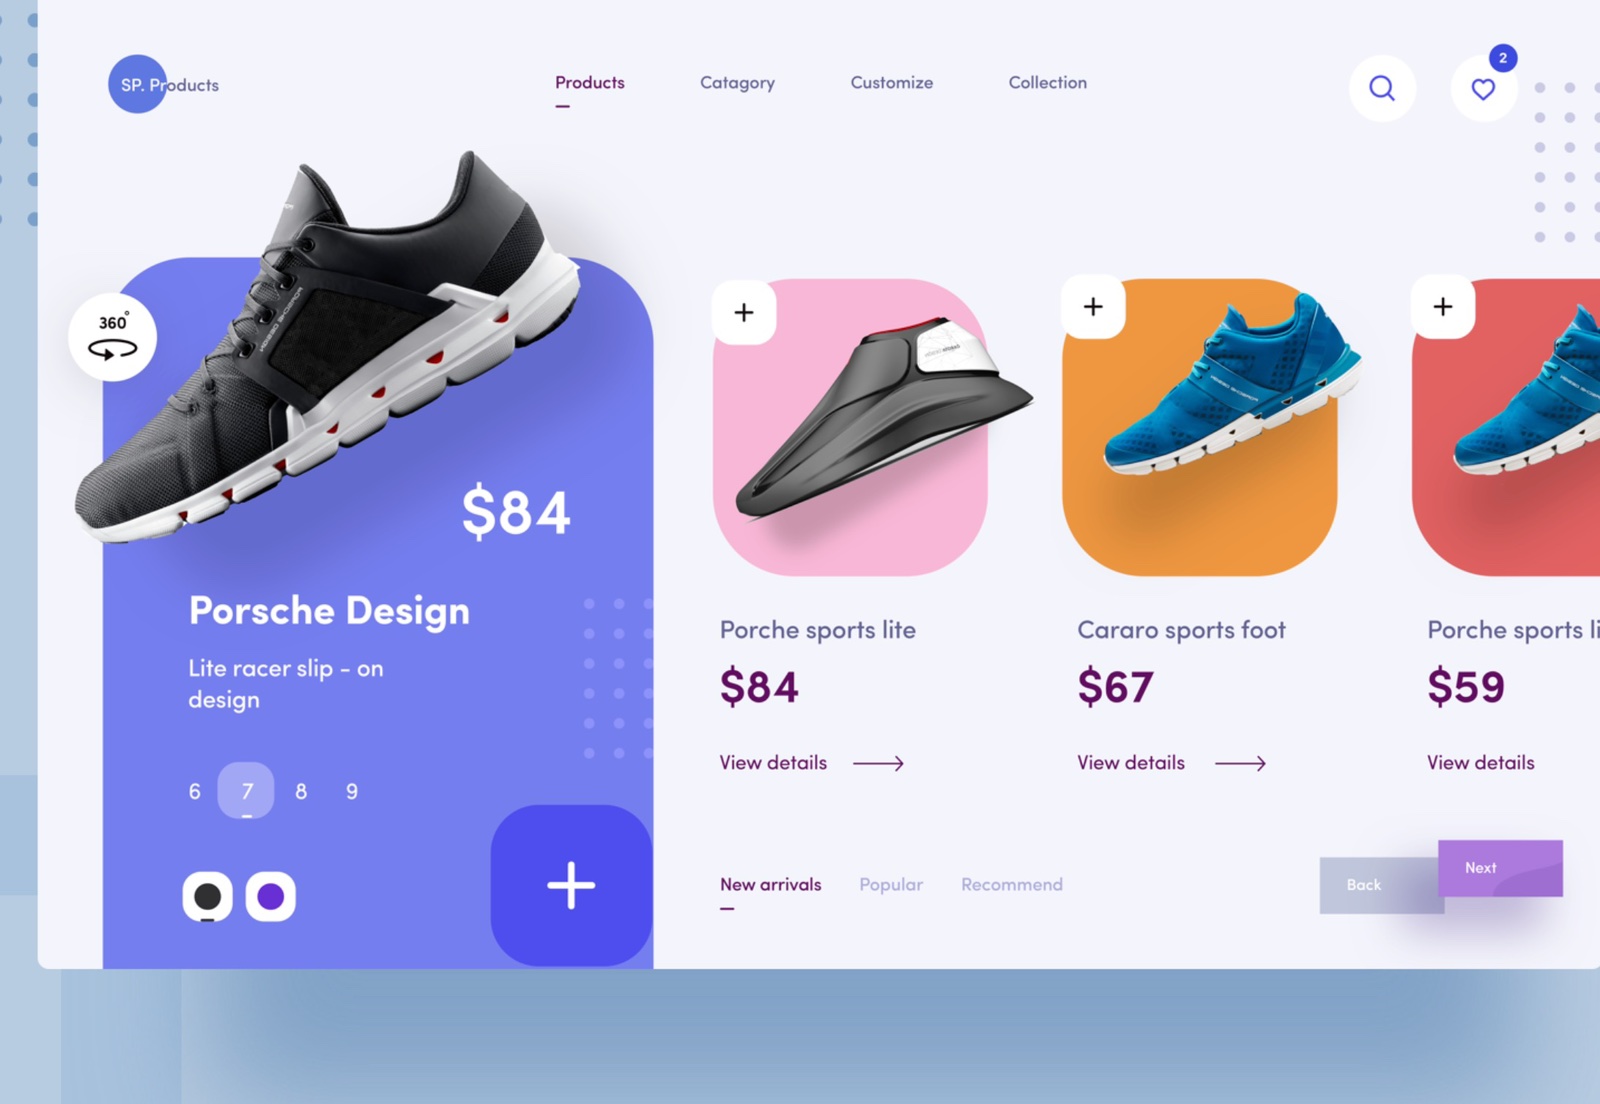 SP. Products
Products
Catagory
Customize
Collection
2
360°
$84
Porsche Design
Lite racer slip - on
design
6 7 8 9
Porche sports lite
$84
View details
Cararo sports foot
$67
View details
Porche sports li
$59
View details
New arrivals
Popular
Recommend
Back
Next